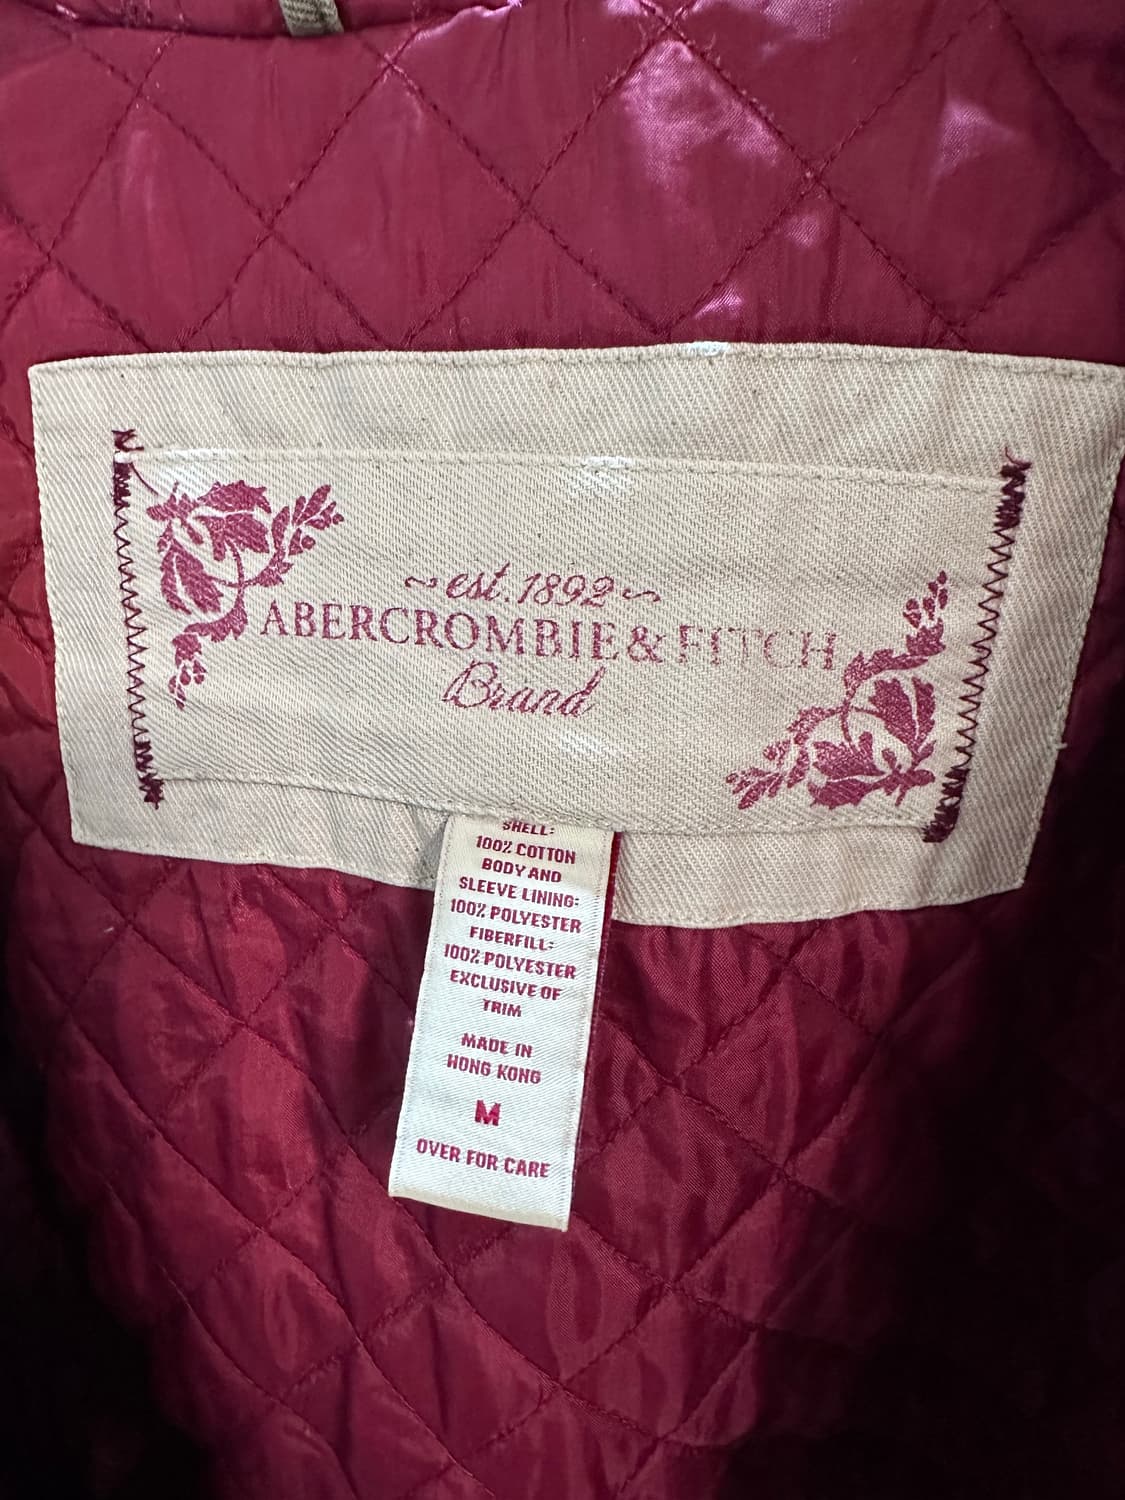 ~est.1892~
ABERCROMBIE & FITCH
Brand
SHELL:
100% COTTON
BODY AND
SLEEVE LINING:
100% POLYESTER
FIBERFILL:
100% POLYESTER
EXCLUSIVE OF
TRIM
MADE IN
HONG KONG
M
OVER FOR CARE